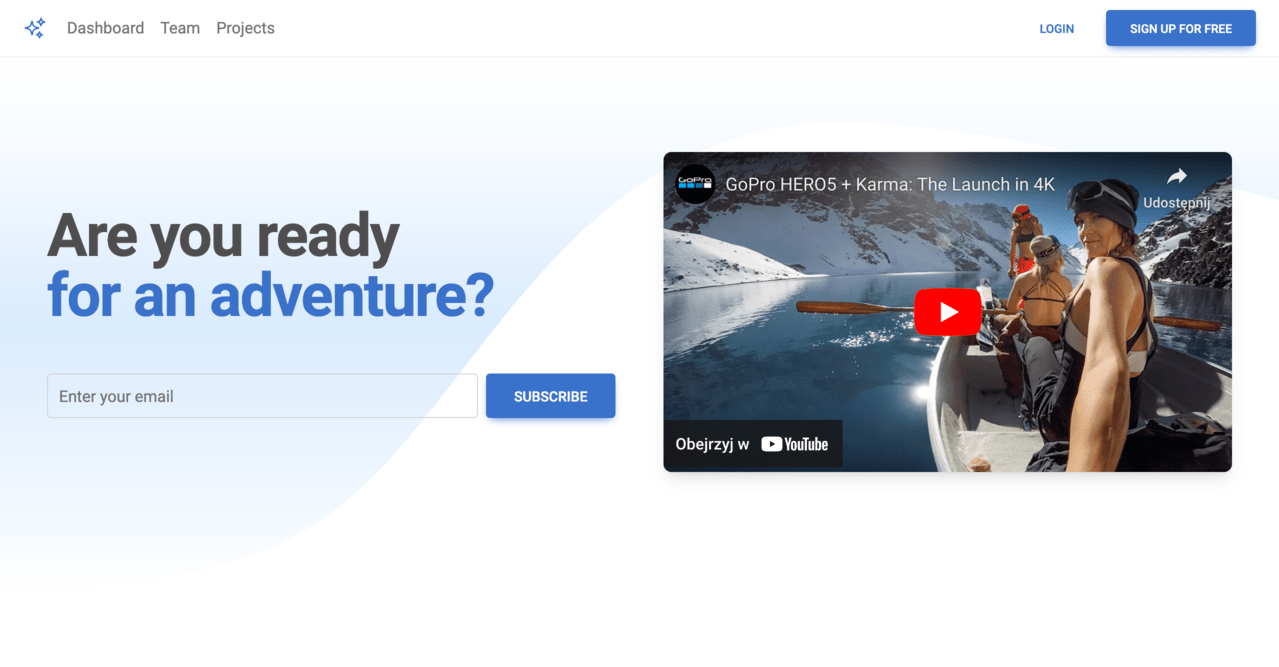 Dashboard Team Projects
LOGIN
SIGN UP FOR FREE
Are you ready
for an adventure?
Enter your email
SUBSCRIBE
GoPro
GoPro HERO5 + Karma: The Launch in 4K
Udostępnij
Obejrzyj w YouTube